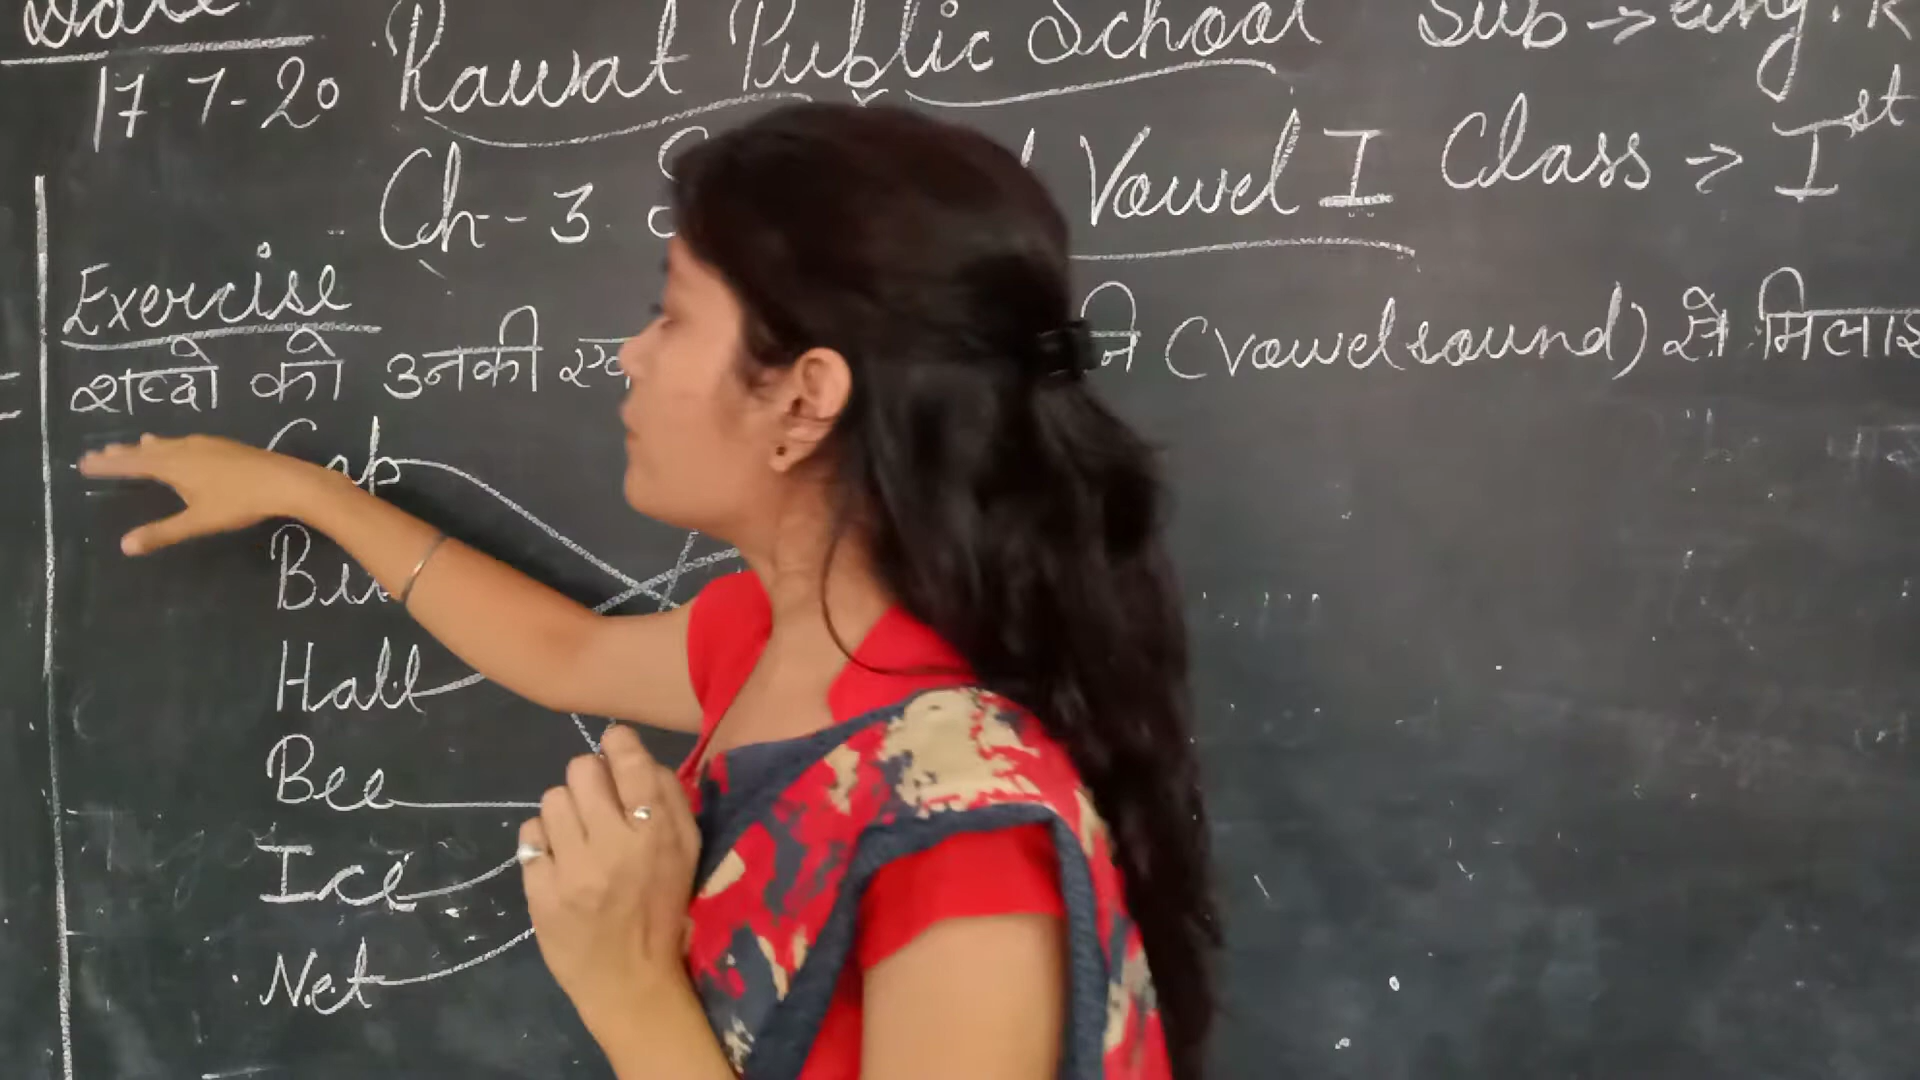 Date
17 7-20 Rawat Public School Sub → eng. R
Ch-3 Vowel I Class → Ist
Exercise
शब्दों को उनकी (vowel sound) से मिलाइ
Cap
Hall
Bee
Ice
Net